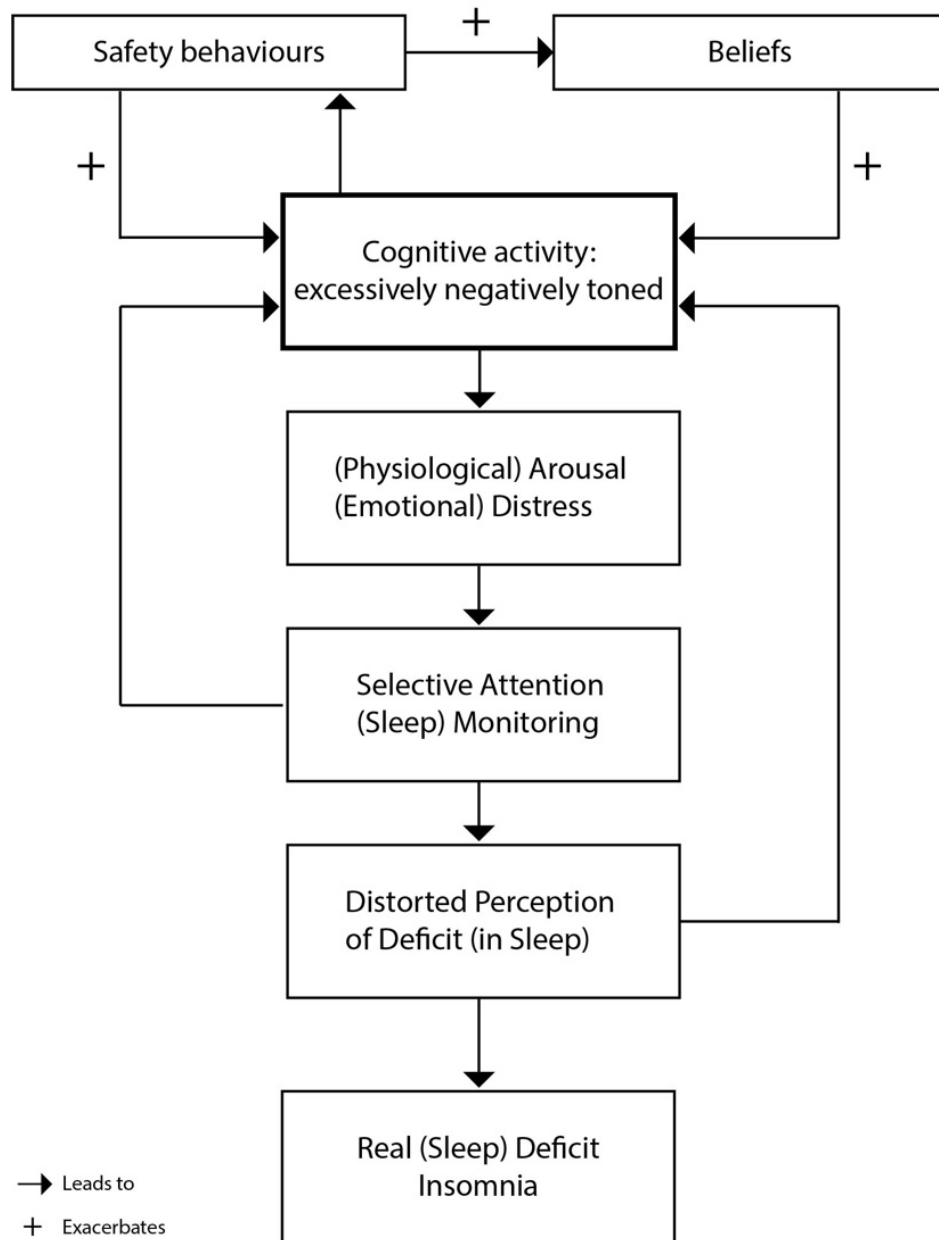 +
Safety behaviours
Beliefs
+
+
Cognitive activity:
excessively negatively toned
(Physiological) Arousal
(Emotional) Distress
Selective Attention
(Sleep) Monitoring
Distorted Perception
of Deficit (in Sleep)
Real (Sleep) Deficit
Insomnia
Leads to
+ Exacerbates